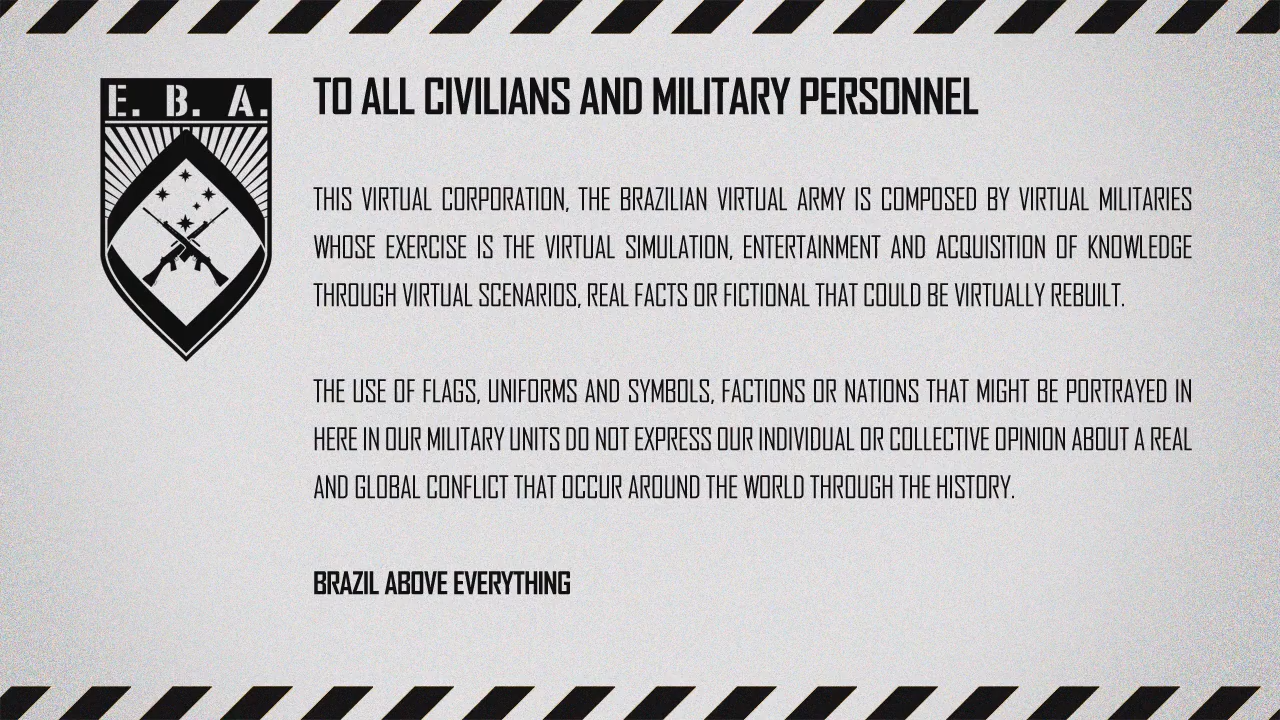 E. B. A.
TO ALL CIVILIANS AND MILITARY PERSONNEL
THIS VIRTUAL CORPORATION, THE BRAZILIAN VIRTUAL ARMY IS COMPOSED BY VIRTUAL MILITARIES
WHOSE EXERCISE IS THE VIRTUAL SIMULATION, ENTERTAINMENT AND ACQUISITION OF KNOWLEDGE
THROUGH VIRTUAL SCENARIOS, REAL FACTS OR FICTIONAL THAT COULD BE VIRTUALLY REBUILT.
THE USE OF FLAGS, UNIFORMS AND SYMBOLS, FACTIONS OR NATIONS THAT MIGHT BE PORTRAYED IN
HERE IN OUR MILITARY UNITS DO NOT EXPRESS OUR INDIVIDUAL OR COLLECTIVE OPINION ABOUT A REAL
AND GLOBAL CONFLICT THAT OCCUR AROUND THE WORLD THROUGH THE HISTORY.
BRAZIL ABOVE EVERYTHING